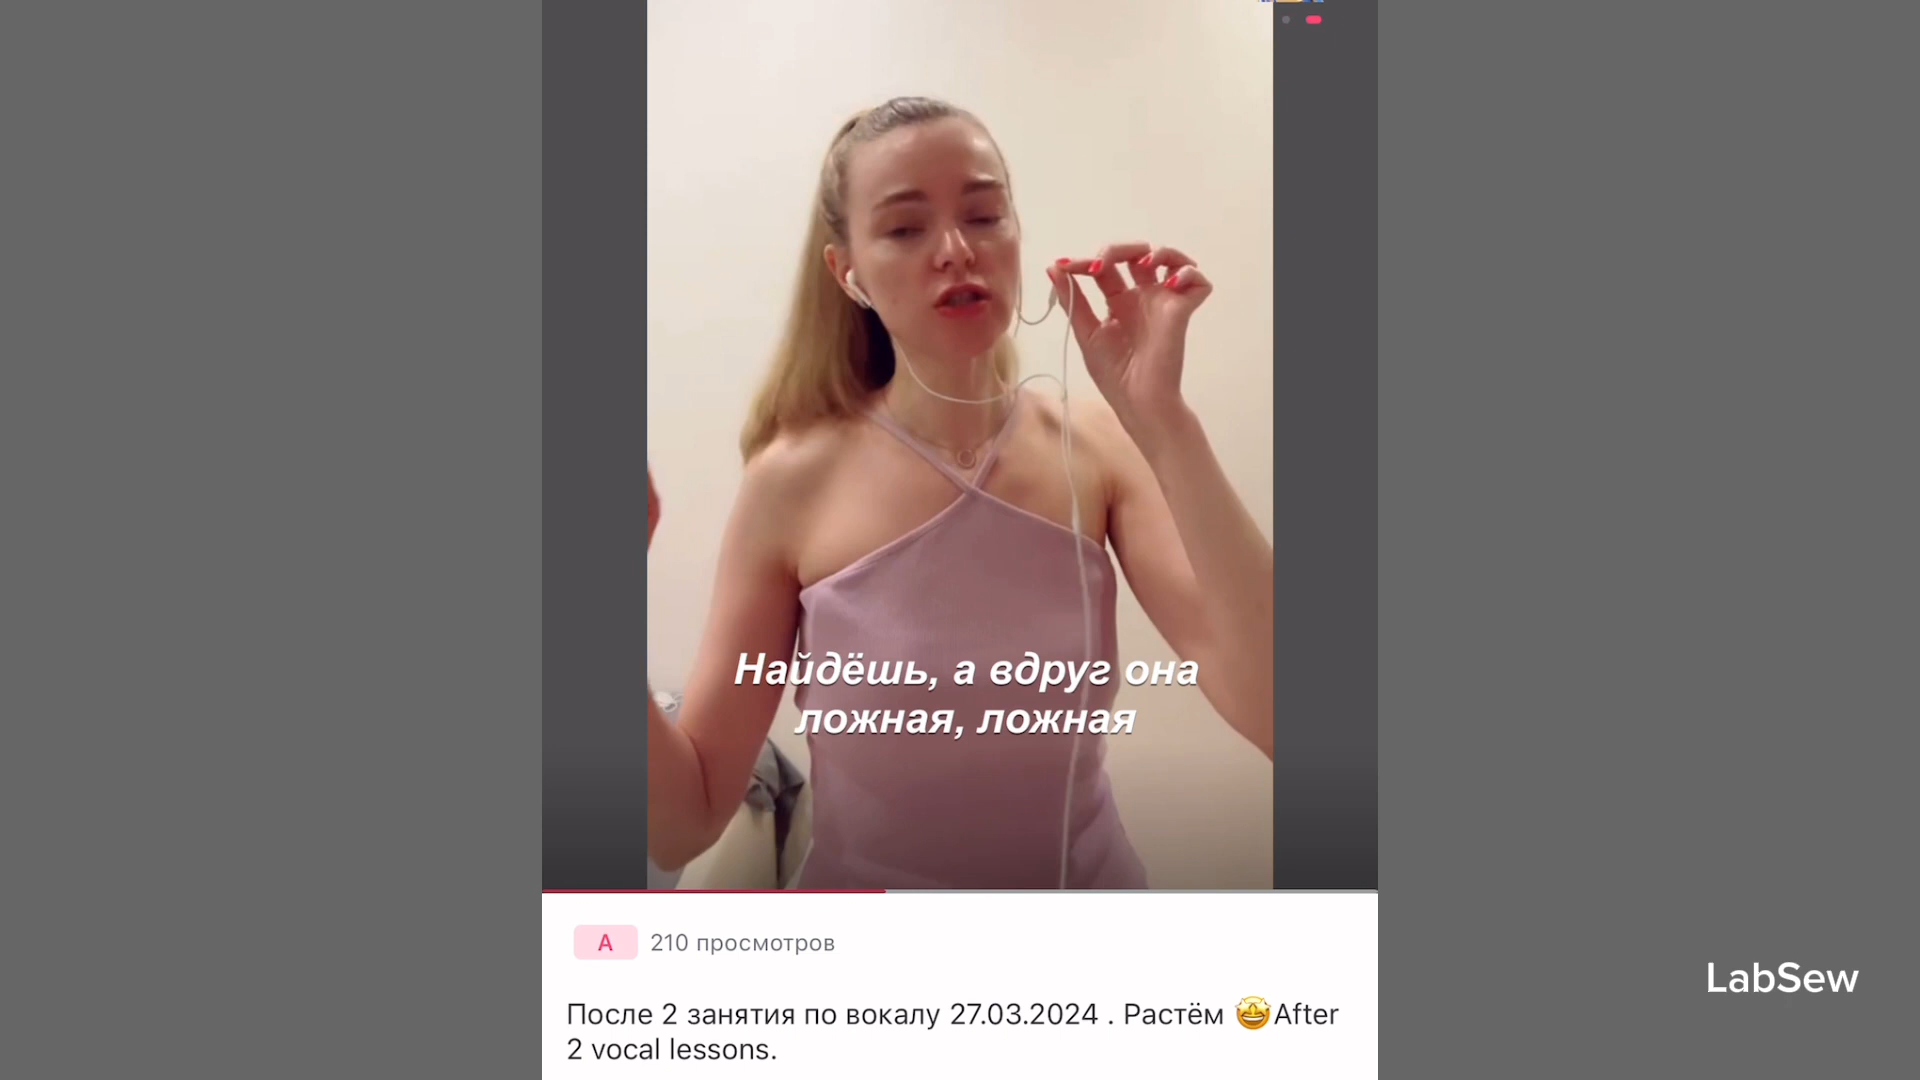 Найдёшь, а вдруг она
ложная, ложная
A 210 просмотров
LabSew
После 2 занятия по вокалу 27.03.2024 . Растём 🤩After
2 vocal lessons.